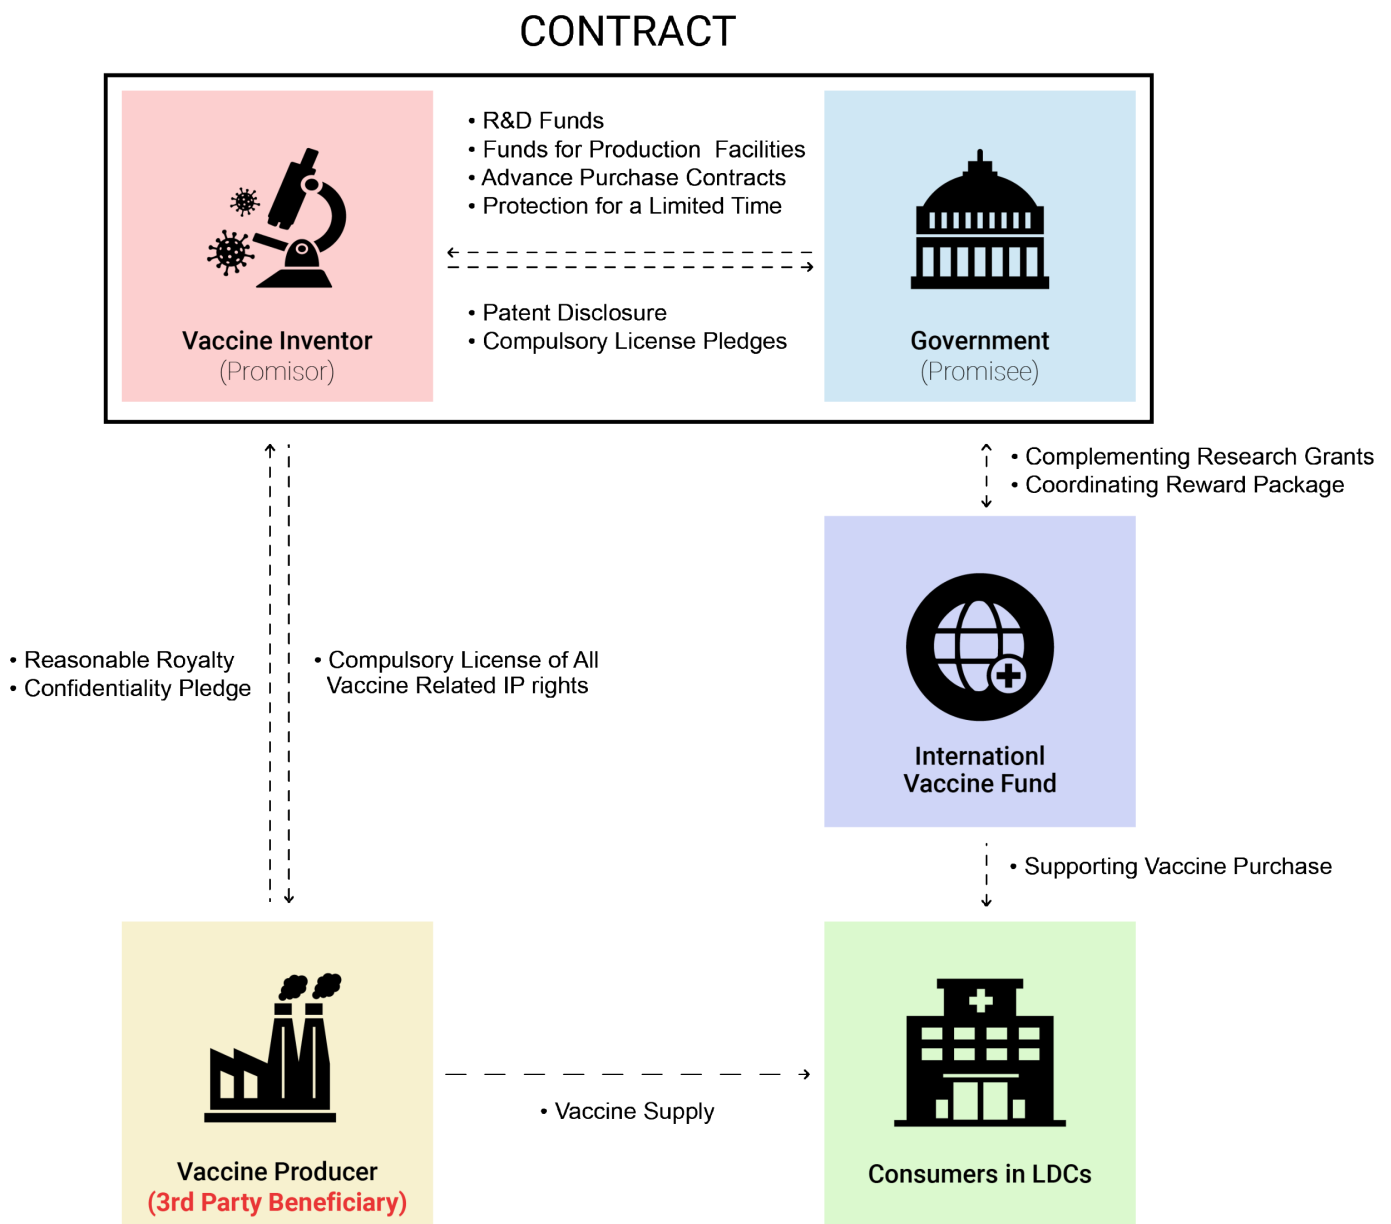 CONTRACT
• R&D Funds
• Funds for Production Facilities
• Advance Purchase Contracts
• Protection for a Limited Time
• Patent Disclosure
• Compulsory License Pledges
Vaccine Inventor
(Promisor)
Government
(Promisee)
• Complementing Research Grants
• Coordinating Reward Package
• Reasonable Royalty
• Confidentiality Pledge
• Compulsory License of All
Vaccine Related IP rights
Internationl
Vaccine Fund
• Supporting Vaccine Purchase
• Vaccine Supply
Vaccine Producer
(3rd Party Beneficiary)
Consumers in LDCs